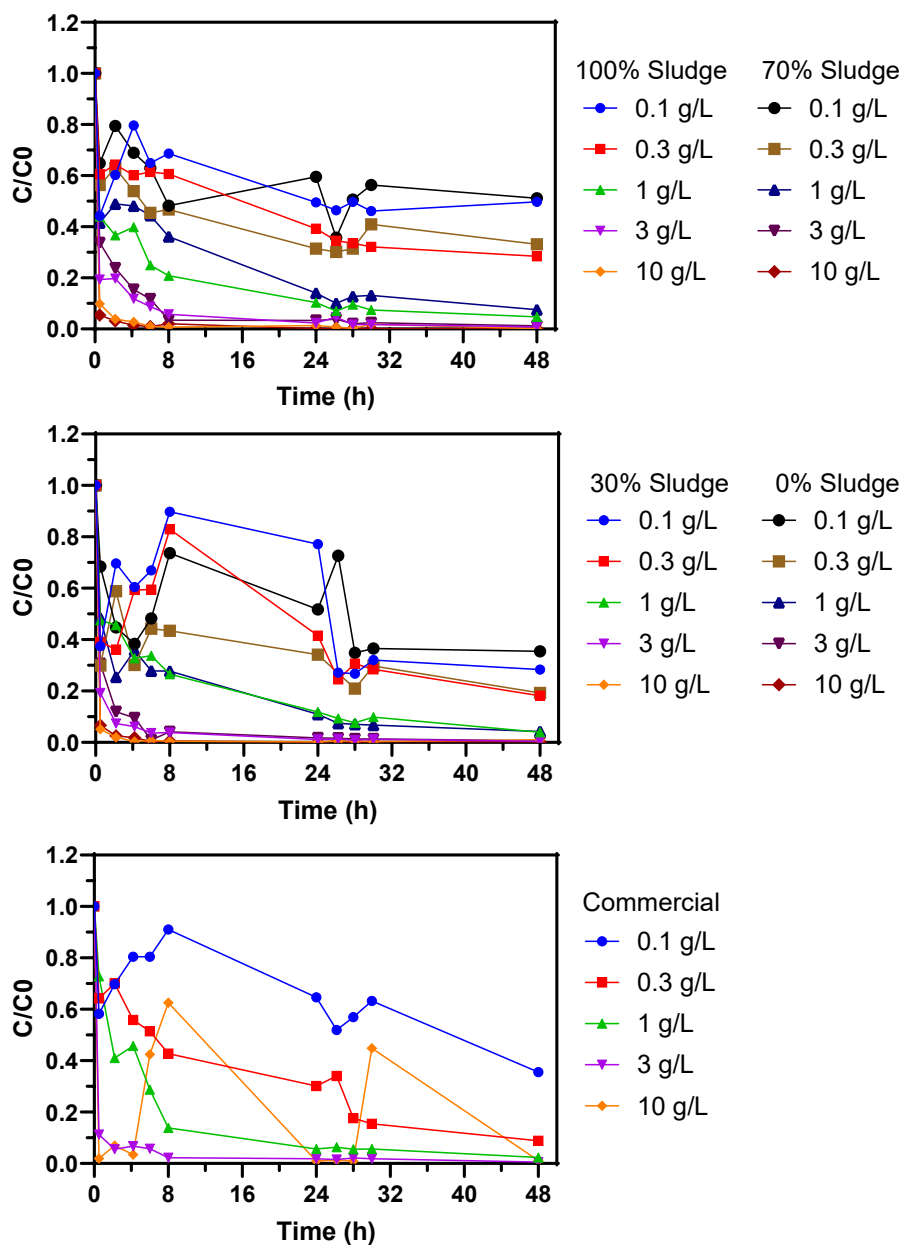 1.2
1.0
0.8
0.6
0.4
0.2
0.0
C/C0
0 8 16 24 32 40 48
Time (h)
100% Sludge 70% Sludge
0.1 g/L 0.1 g/L
0.3 g/L 0.3 g/L
1 g/L 1 g/L
3 g/L 3 g/L
10 g/L 10 g/L
1.2
1.0
0.8
0.6
0.4
0.2
0.0
C/C0
0 8 16 24 32 40 48
Time (h)
30% Sludge 0% Sludge
0.1 g/L 0.1 g/L
0.3 g/L 0.3 g/L
1 g/L 1 g/L
3 g/L 3 g/L
10 g/L 10 g/L
1.2
1.0
0.8
0.6
0.4
0.2
0.0
C/C0
0 8 16 24 32 40 48
Time (h)
Commercial
0.1 g/L
0.3 g/L
1 g/L
3 g/L
10 g/L